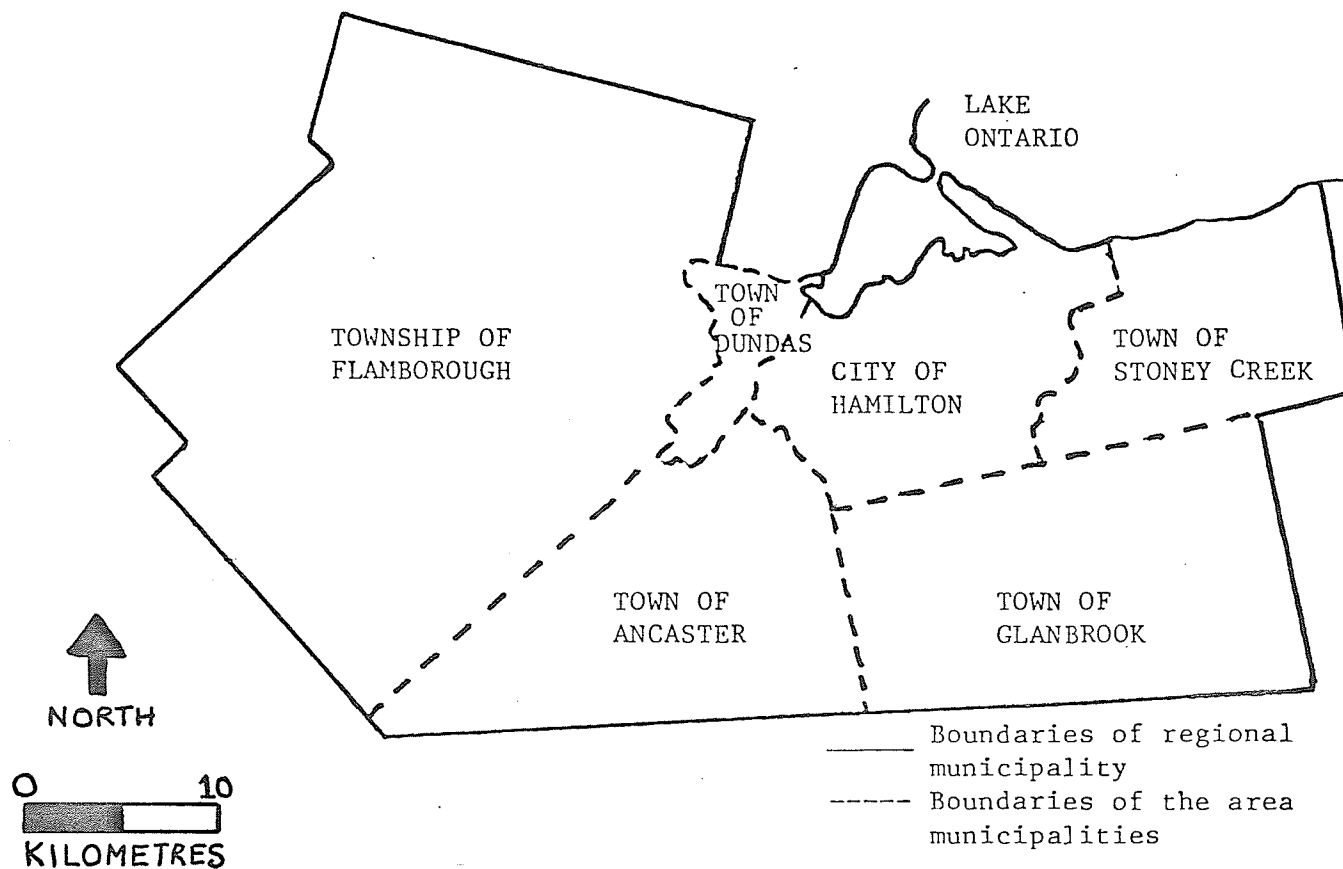 LAKE
ONTARIO
TOWN
OF
DUNDAS
TOWNSHIP OF
FLAMBOROUGH
CITY OF
HAMILTON
TOWN OF
STONEY CREEK
TOWN OF
ANCASTER
TOWN OF
GLANBROOK
NORTH
0 10
KILOMETRES
Boundaries of regional
municipality
Boundaries of the area
municipalities